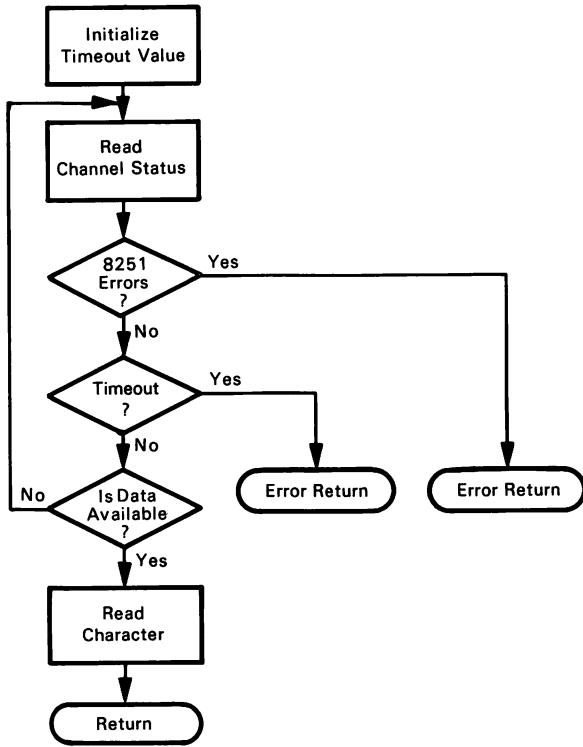 Initialize
Timeout Value
Read
Channel Status
8251
Errors
?
Yes
No
Timeout
?
Yes
No
Error Return
Error Return
No
Is Data
Available
?
Yes
Read
Character
Return